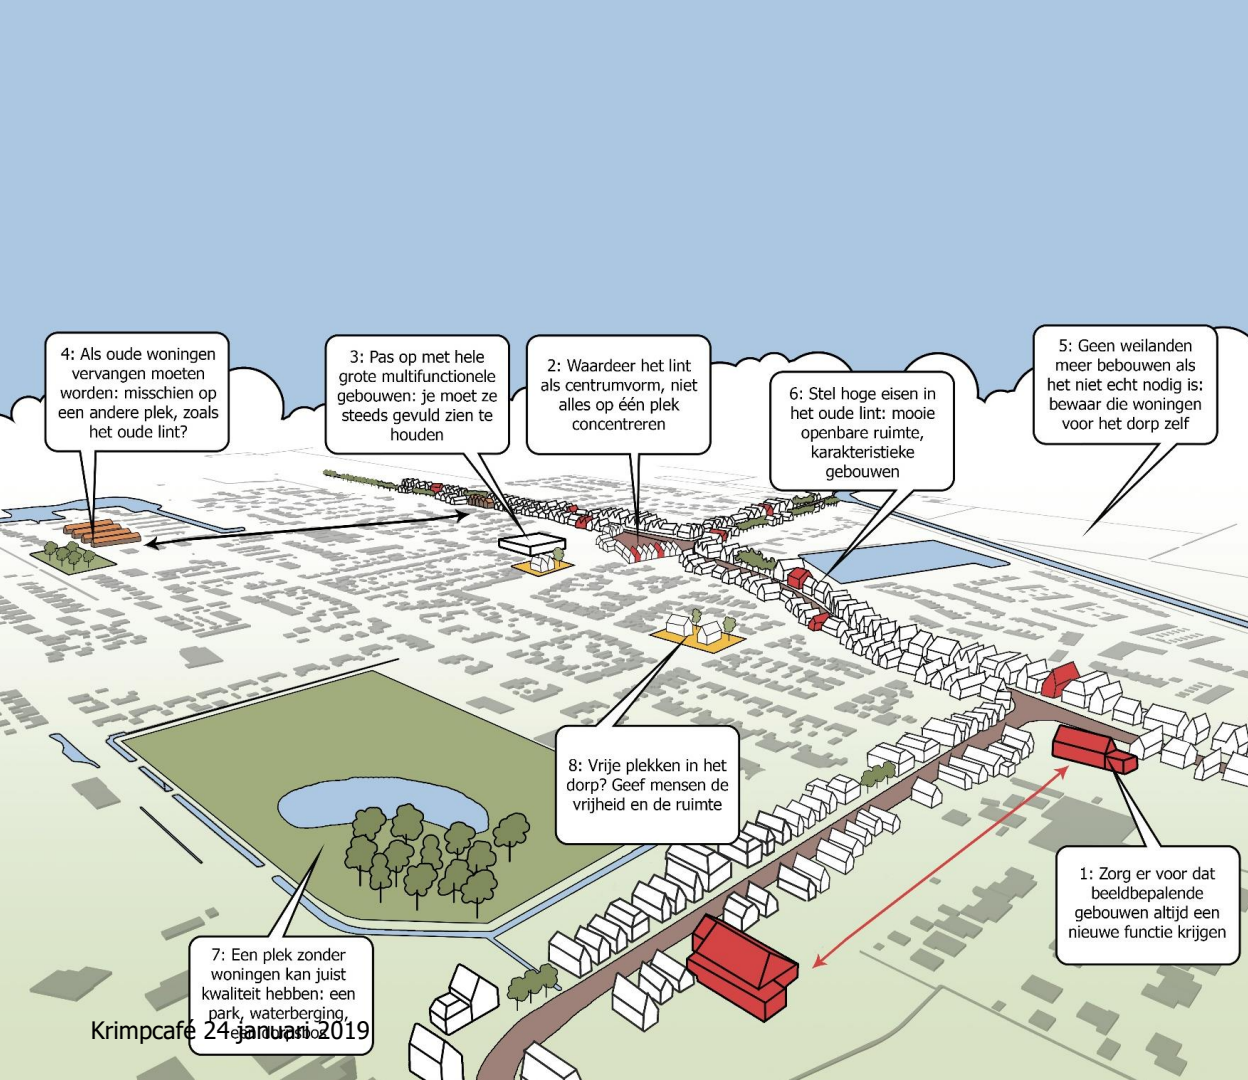 4: Als oude woningen
vervangen moeten
worden: misschien op
een andere plek, zoals
het oude lint?
3: Pas op met hele
grote multifunctionele
gebouwen: je moet ze
steeds gevuld zien te
houden
2: Waardeer het lint
als centrumvorm, niet
alles op één plek
concentreren
6: Stel hoge eisen in
het oude lint: mooie
openbare ruimte,
karakteristieke
gebouwen
5: Geen weilanden
meer bebouwen als
het niet echt nodig is:
bewaar die woningen
voor het dorp zelf
8: Vrije plekken in het
dorp? Geef mensen de
vrijheid en de ruimte
1: Zorg er voor dat
beeldbepalende
gebouwen altijd een
nieuwe functie krijgen
7: Een plek zonder
woningen kan juist
kwaliteit hebben: een
park, waterberging,
een dorpsbos
Krimpcafé 24 januari 2019